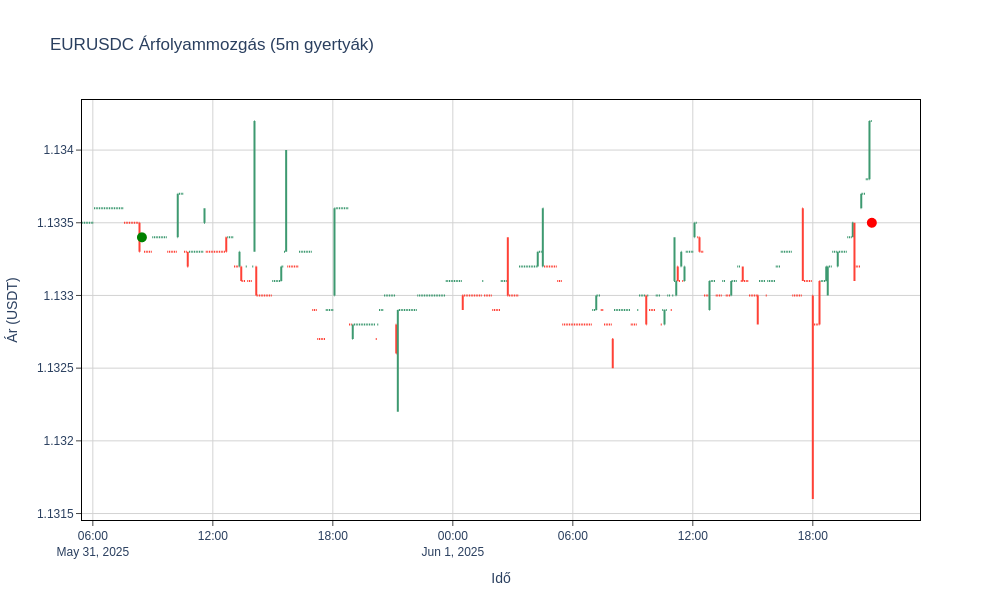 EURUSDC Árfolyammozgás (5m gyertyák)
Ár (USDT)
1.134
1.1335
1.133
1.1325
1.132
1.1315
06:00 12:00 18:00 00:00 06:00 12:00 18:00
May 31, 2025 Jun 1, 2025
Idő